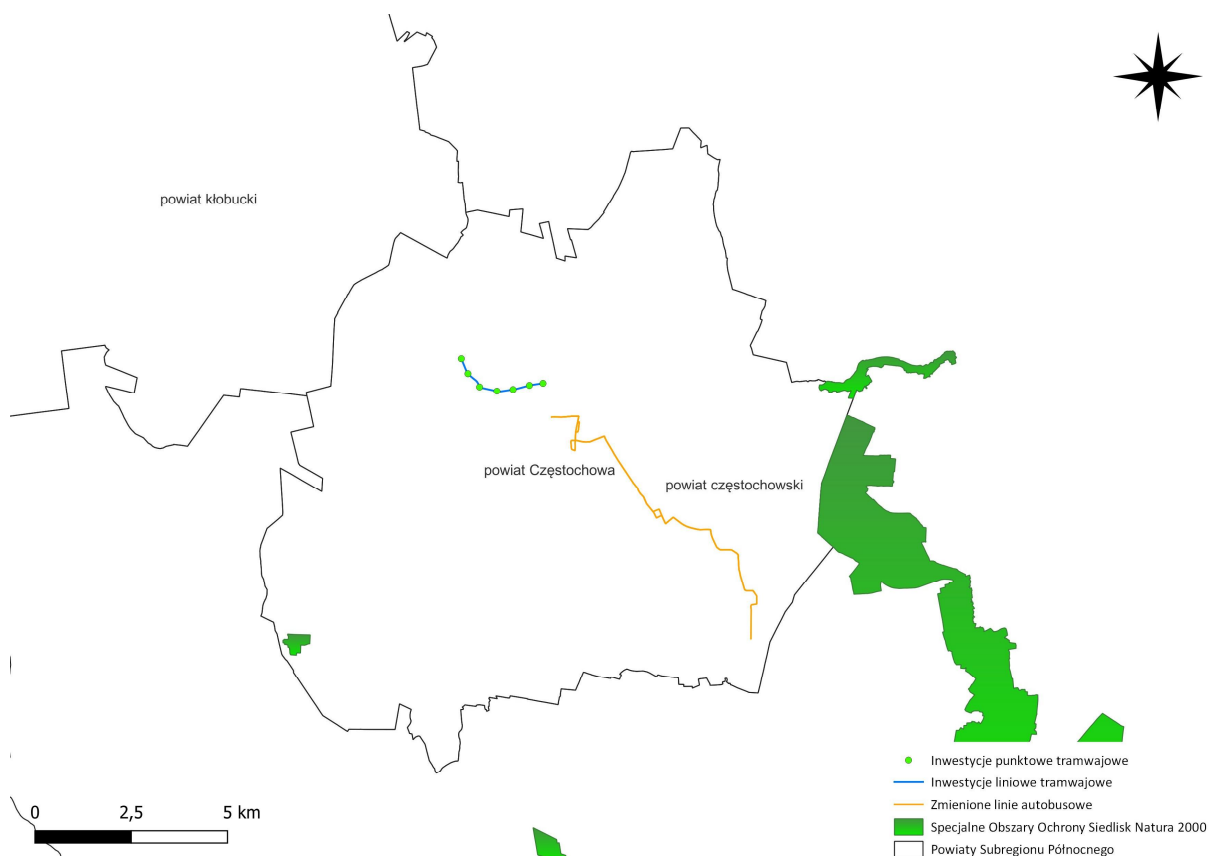 powiat kłobucki
powiat Częstochowa
powiat częstochowski
0 2,5 5 km
Inwestycje punktowe tramwajowe
Inwestycje liniowe tramwajowe
Zmienione linie autobusowe
Specjalne Obszary Ochrony Siedlisk Natura 2000
Powiaty Subregionu Północnego